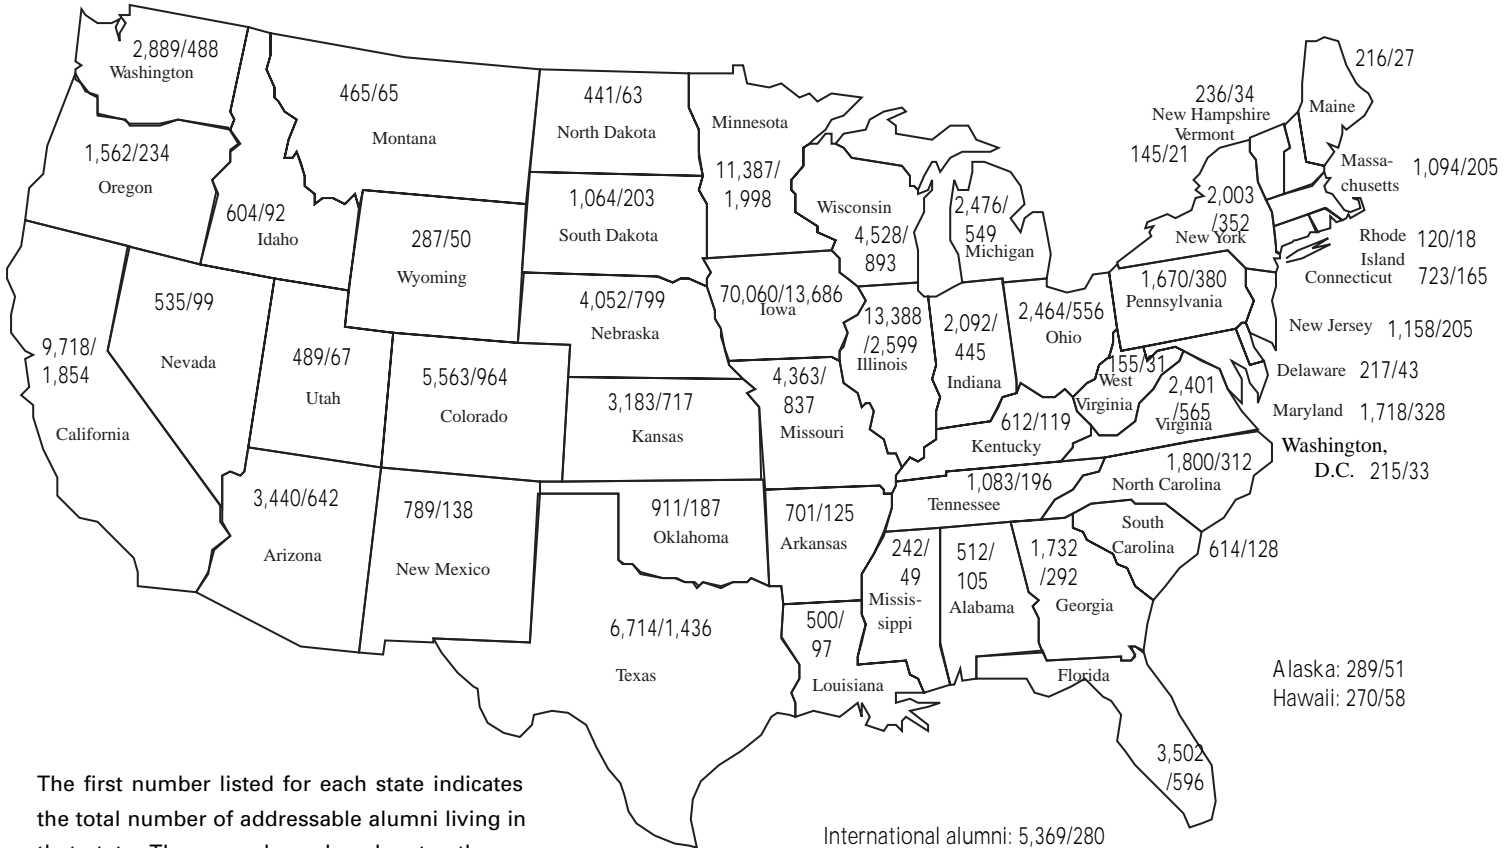 2,889/488
Washington
1,562/234
Oregon
604/92
Idaho
465/65
Montana
287/50
Wyoming
535/99
Nevada
9,718/
1,854
California
489/67
Utah
5,563/964
Colorado
3,440/642
Arizona
789/138
New Mexico
441/63
North Dakota
1,064/203
South Dakota
4,052/799
Nebraska
3,183/717
Kansas
911/187
Oklahoma
6,714/1,436
Texas
Minnesota
11,387/
1,998
70,060/13,686
Iowa
4,363/
837
Missouri
701/125
Arkansas
500/
97
Louisiana
Wisconsin
4,528/
893
13,388
/2,599
Illinois
2,476/
549
Michigan
2,092/
445
Indiana
2,464/556
Ohio
612/119
Kentucky
1,083/196
Tennessee
242/
49
Missis-
sippi
512/
105
Alabama
1,732
/292
Georgia
Florida
3,502
/596
South
Carolina
614/128
1,800/312
North Carolina
155/31
West
Virginia
2,401
/565
Virginia
1,670/380
Pennsylvania
2,003
/352
New York
236/34
New Hampshire
Vermont
145/21
216/27
Maine
Massa-
chusetts
1,094/205
Rhode
Island
120/18
Connecticut
723/165
New Jersey
1,158/205
Delaware 217/43
Maryland 1,718/328
Washington,
D.C. 215/33
Alaska: 289/51
Hawaii: 270/58
International alumni: 5,369/280
The first number listed for each state indicates
the total number of addressable alumni living in